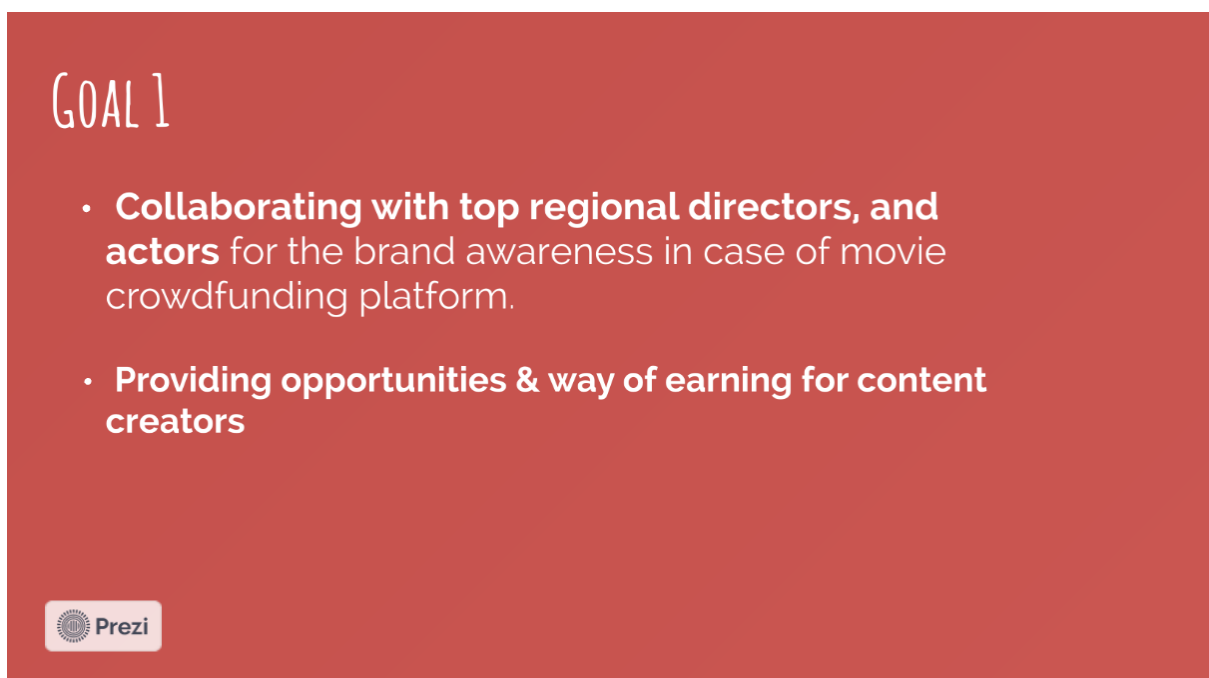 GOAL 1
• Collaborating with top regional directors, and
actors for the brand awareness in case of movie
crowdfunding platform.
• Providing opportunities & way of earning for content
creators
Prezi